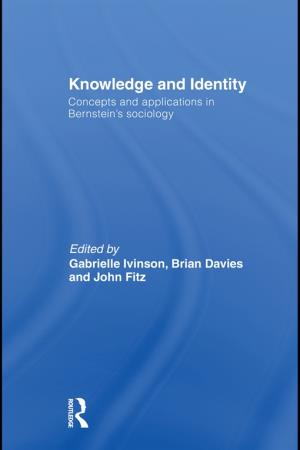 Knowledge and Identity
Concepts and applications in
Bernstein's sociology
Edited by
Gabrielle Ivinson, Brian Davies
and John Fitz
ROUTLEDGE